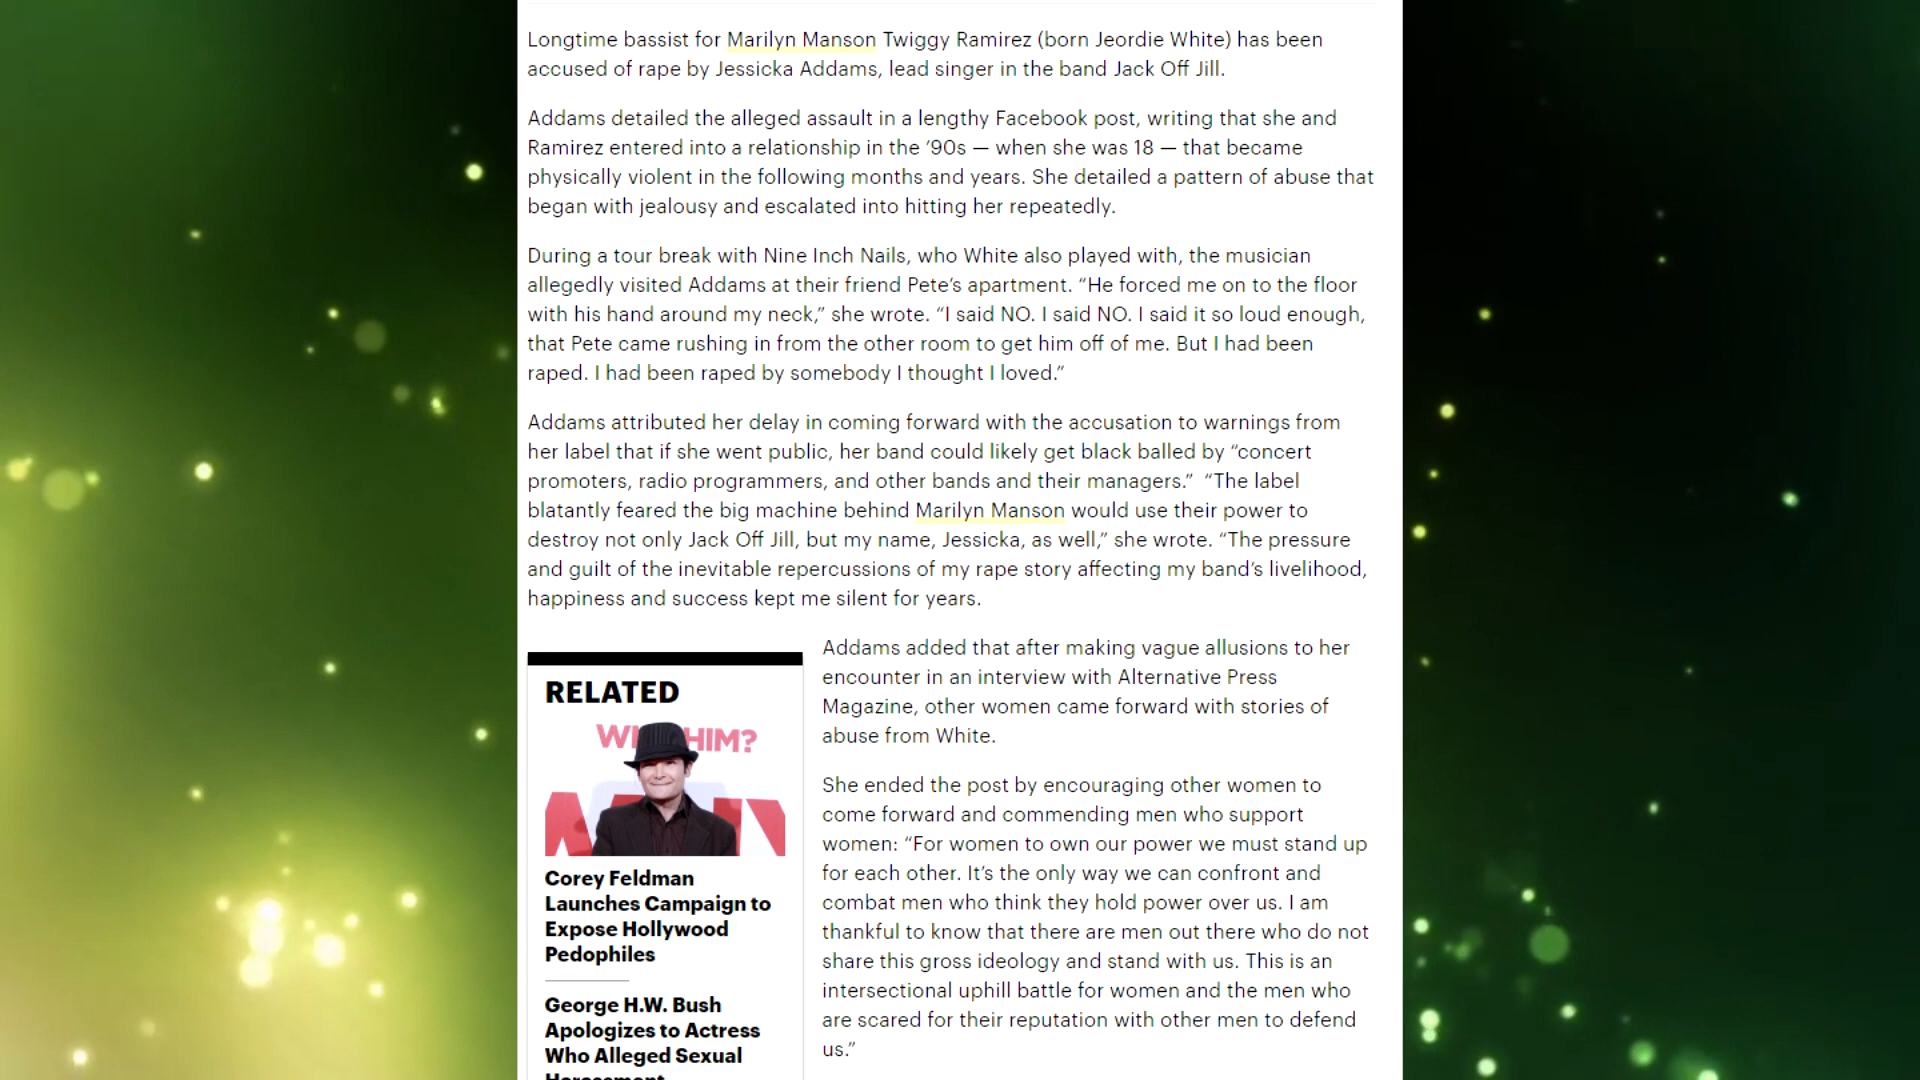 Longtime bassist for Marilyn Manson Twiggy Ramirez (born Jeordie White) has been
accused of rape by Jessicka Addams, lead singer in the band Jack Off Jill.
Addams detailed the alleged assault in a lengthy Facebook post, writing that she and
Ramirez entered into a relationship in the ’90s — when she was 18 — that became
physically violent in the following months and years. She detailed a pattern of abuse that
began with jealousy and escalated into hitting her repeatedly.
During a tour break with Nine Inch Nails, who White also played with, the musician
allegedly visited Addams at their friend Pete’s apartment. “He forced me on to the floor
with his hand around my neck,” she wrote. “I said NO. I said NO. I said it so loud enough,
that Pete came rushing in from the other room to get him off of me. But I had been
raped. I had been raped by somebody I thought I loved.”
Addams attributed her delay in coming forward with the accusation to warnings from
her label that if she went public, her band could likely get black balled by “concert
promoters, radio programmers, and other bands and their managers.”  “The label
blatantly feared the big machine behind Marilyn Manson would use their power to
destroy not only Jack Off Jill, but my name, Jessicka, as well,” she wrote. “The pressure
and guilt of the inevitable repercussions of my rape story affecting my band’s livelihood,
happiness and success kept me silent for years.
Addams added that after making vague allusions to her
encounter in an interview with Alternative Press
Magazine, other women came forward with stories of
abuse from White.
She ended the post by encouraging other women to
come forward and commending men who support
women: “For women to own our power we must stand up
for each other. It’s the only way we can confront and
combat men who think they hold power over us. I am
thankful to know that there are men out there who do not
share this gross ideology and stand with us. This is an
intersectional uphill battle for women and the men who
are scared for their reputation with other men to defend
us.”
RELATED
HIM?
Corey Feldman
Launches Campaign to
Expose Hollywood
Pedophiles
George H.W. Bush
Apologizes to Actress
Who Alleged Sexual
Harassment